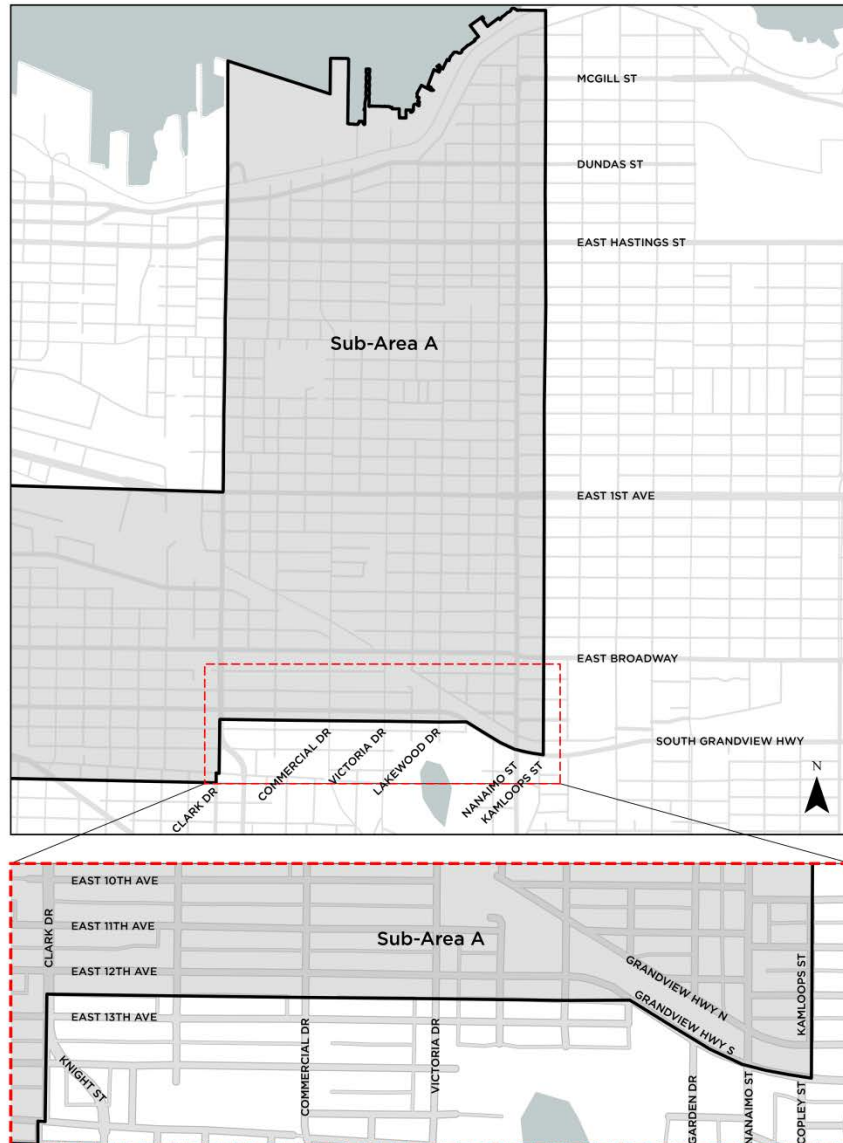 MCGILL ST
DUNDAS ST
EAST HASTINGS ST
Sub-Area A
EAST 1ST AVE
EAST BROADWAY
SOUTH GRANDVIEW HWY
N
CLARK DR
COMMERCIAL DR
VICTORIA DR
LAKEWOOD DR
NANAIMO ST
KAMLOOPS ST
EAST 10TH AVE
EAST 11TH AVE
CLARK DR
Sub-Area A
EAST 12TH AVE
GRANDVIEW HWY N
GRANDVIEW HWY S
KAMLOOPS ST
EAST 13TH AVE
KNIGHT ST
COMMERCIAL DR
VICTORIA DR
GARDEN DR
NANAIMO ST
COPLEY ST